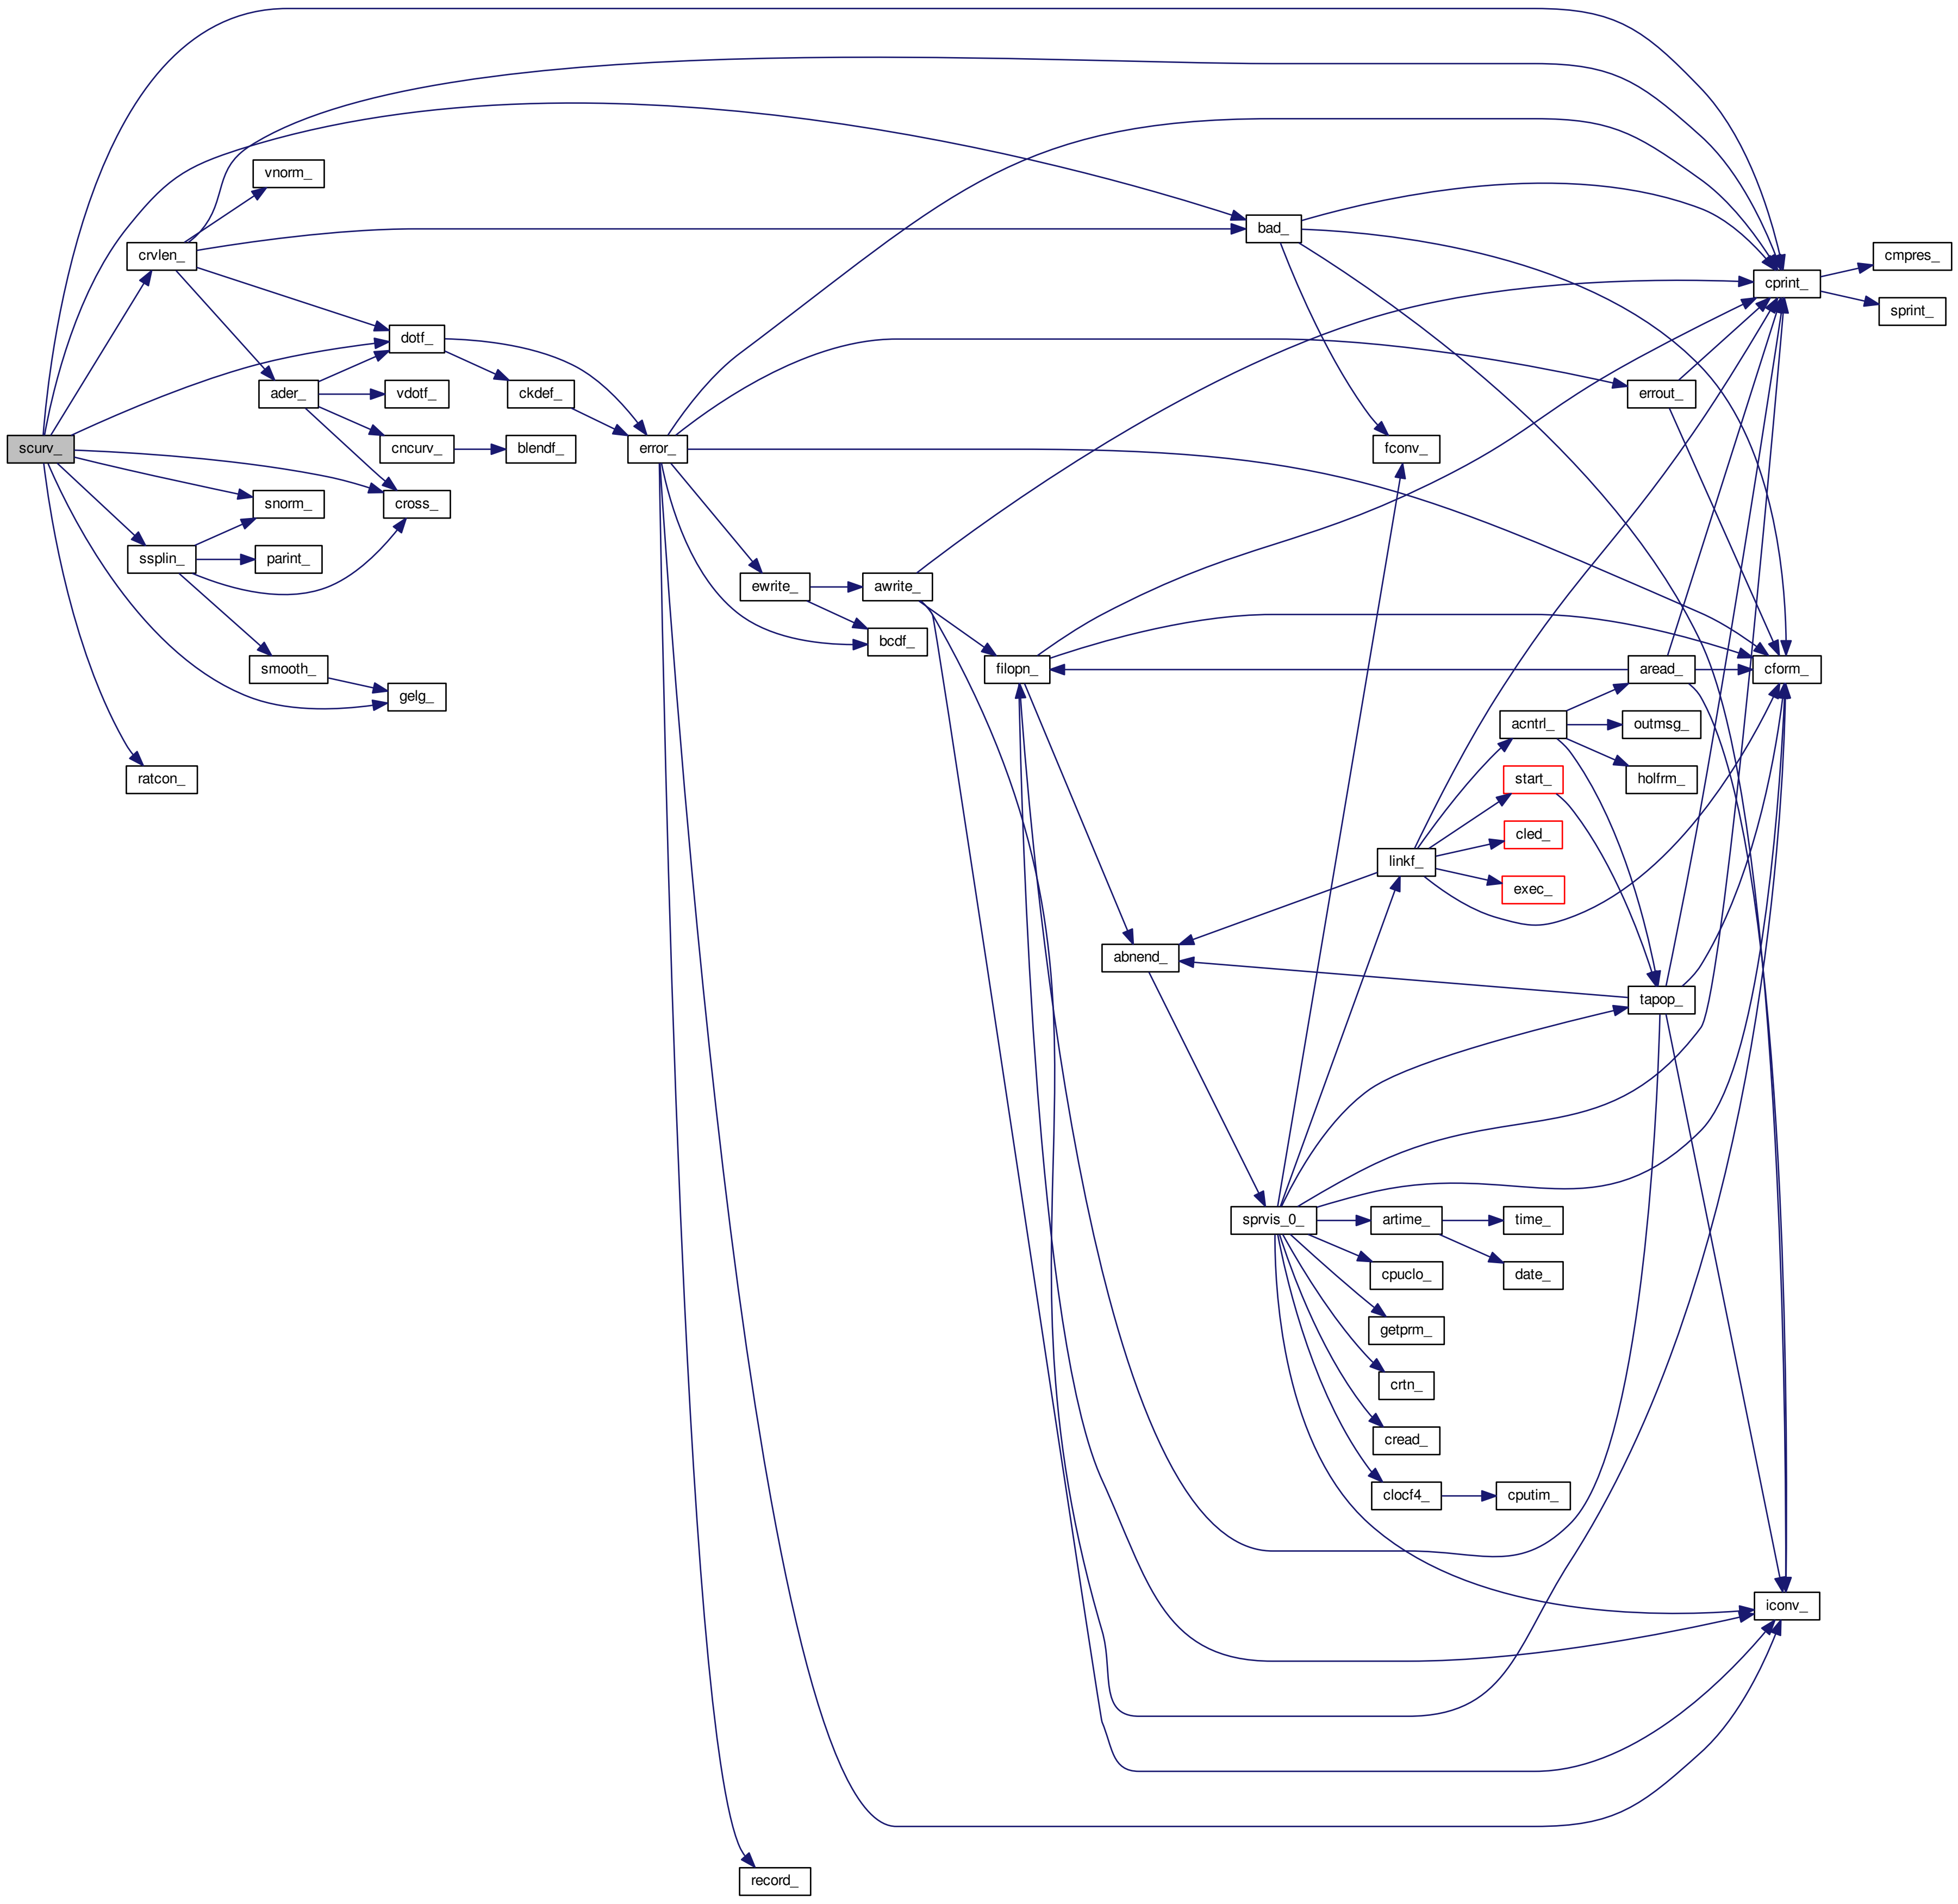 vnorm_
bad_
crvlen_
cmpres_
cprint_
sprint_
dotf_
ader_
vdotf_
ckdef_
errout_
scurv_
cncurv_
blendf_
error_
fconv_
snorm_
cross_
ssplin_
parint_
ewrite_
awrite_
bcdf_
smooth_
filopn_
aread_
cform_
gelg_
acntrl_
outmsg_
ratcon_
start_
holfrm_
cled_
linkf_
exec_
abnend_
tapop_
sprvis_0_
artime_
time_
cpuclo_
date_
getprm_
crtn_
cread_
clocf4_
cputim_
iconv_
record_